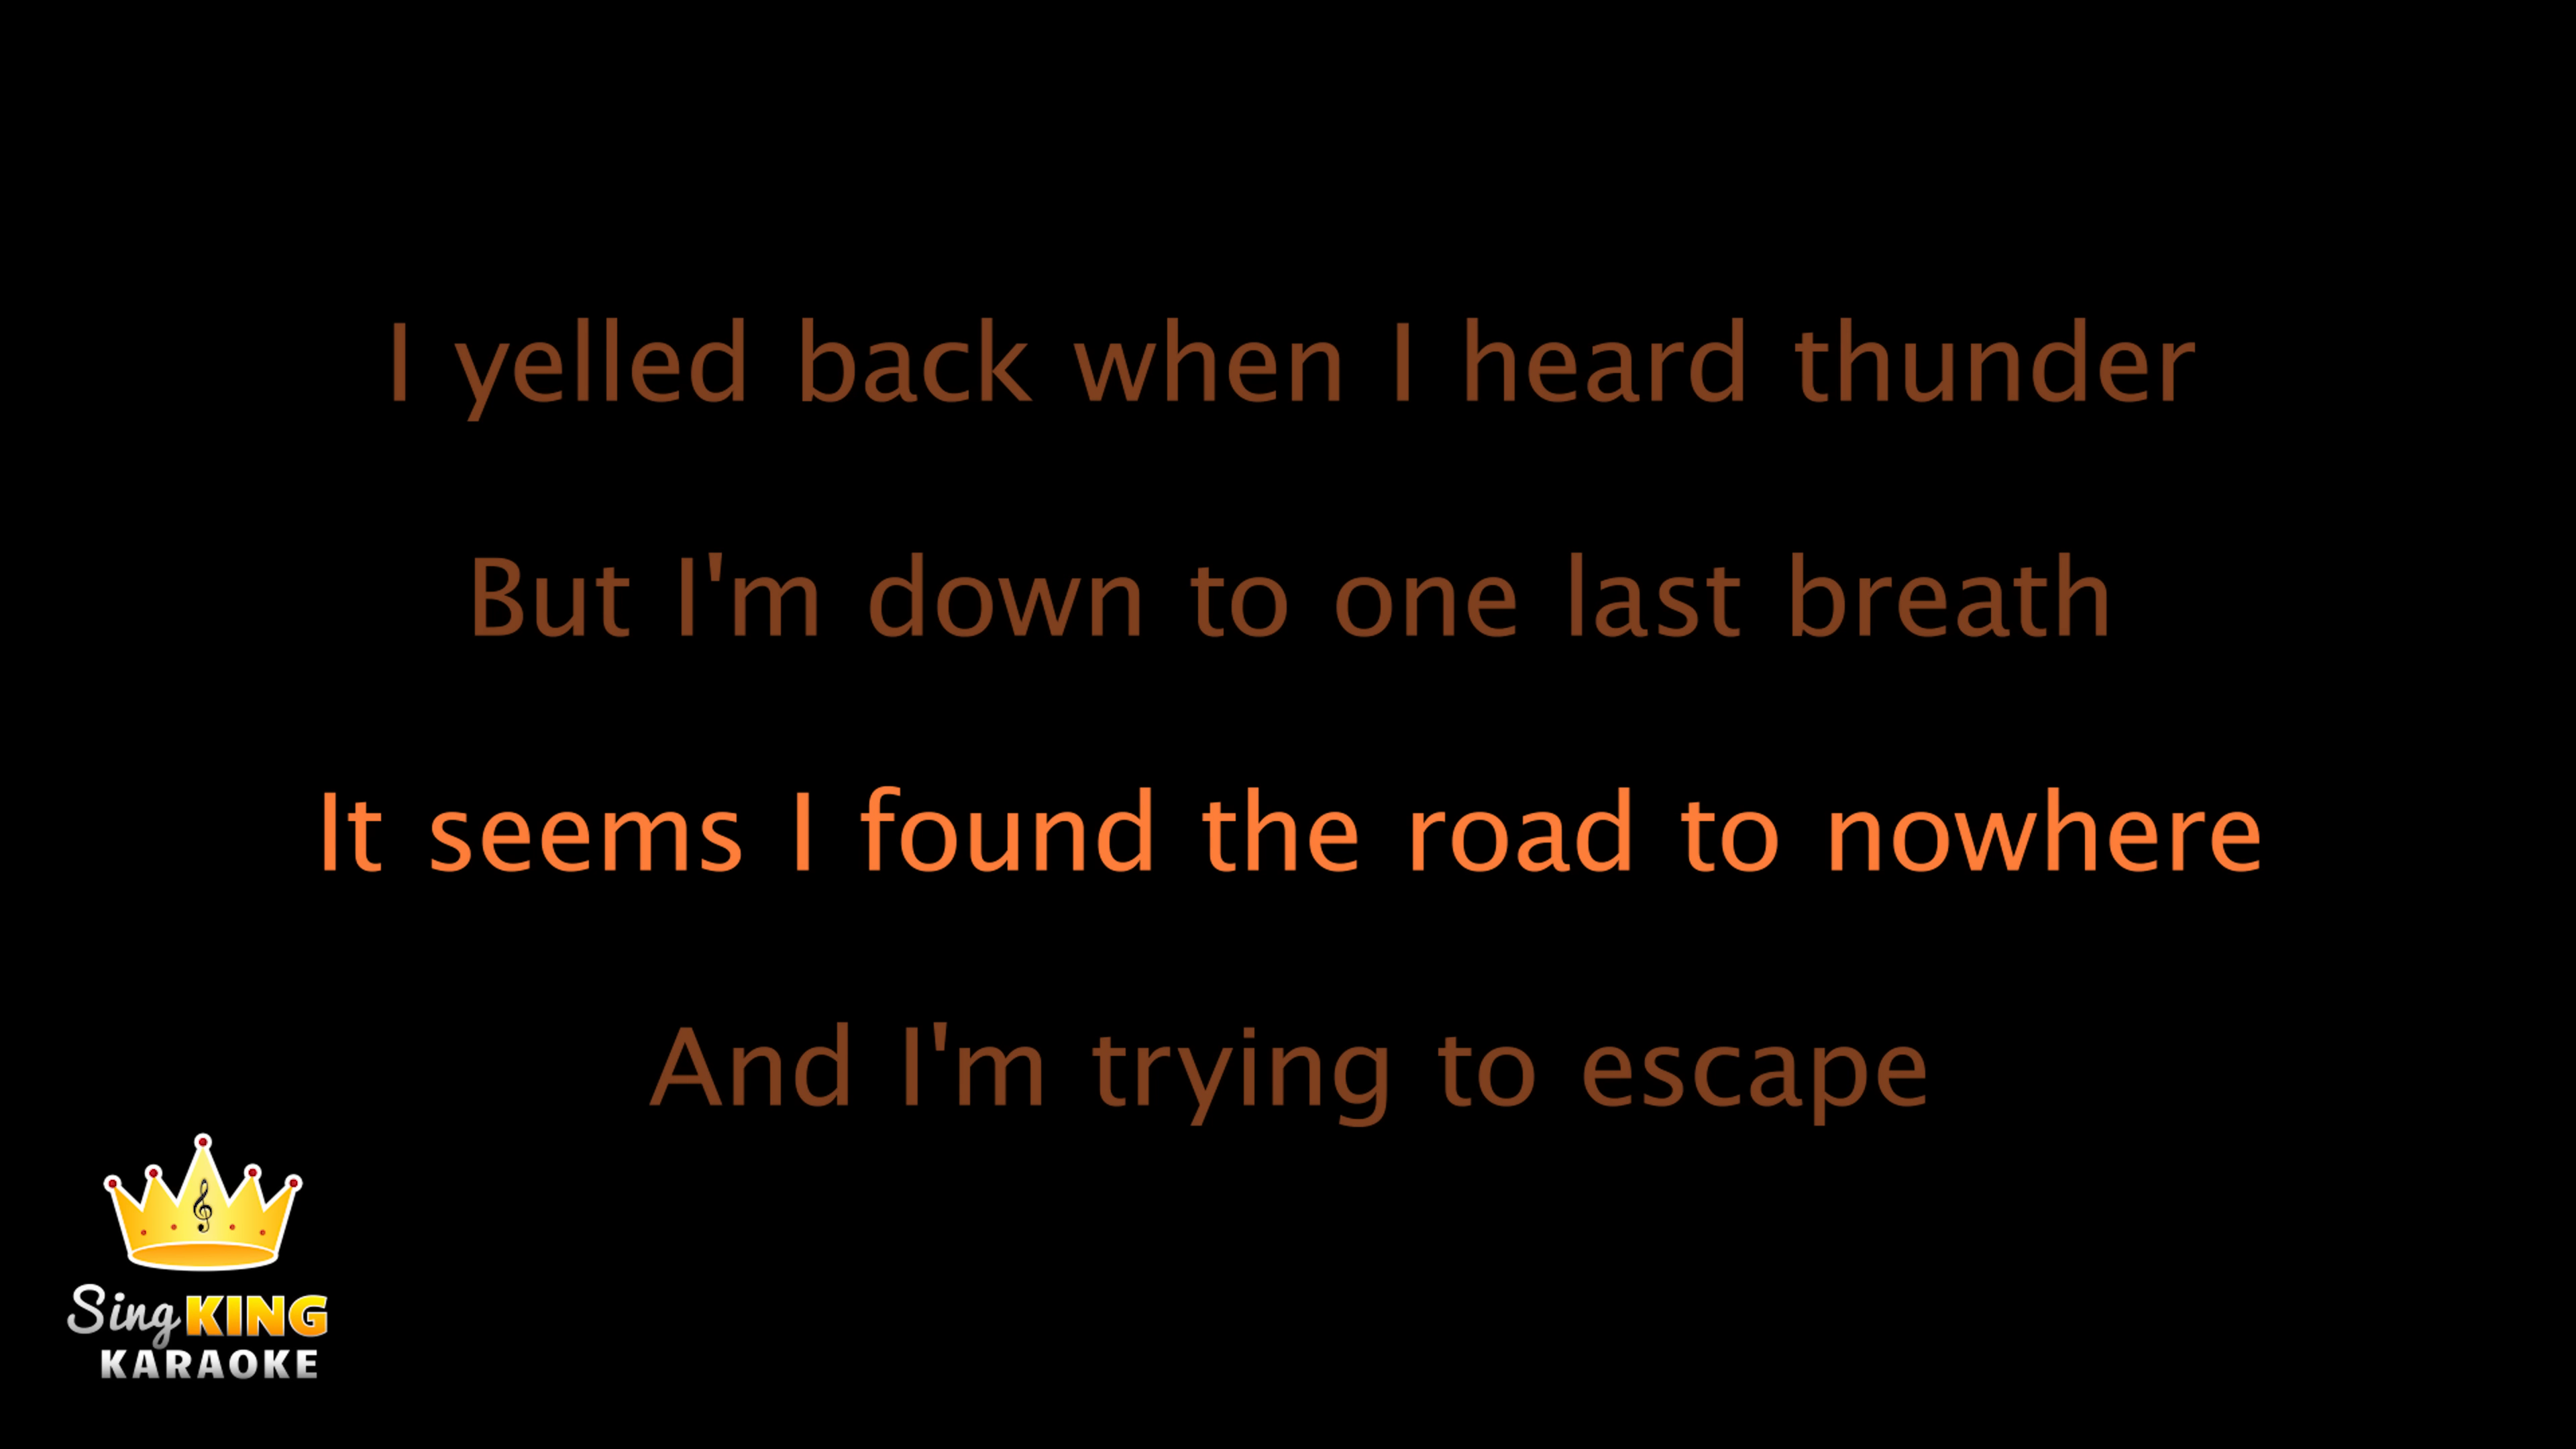 I yelled back when I heard thunder
But I'm down to one last breath
It seems I found the road to nowhere
And I'm trying to escape
Sing KING
KARAOKE